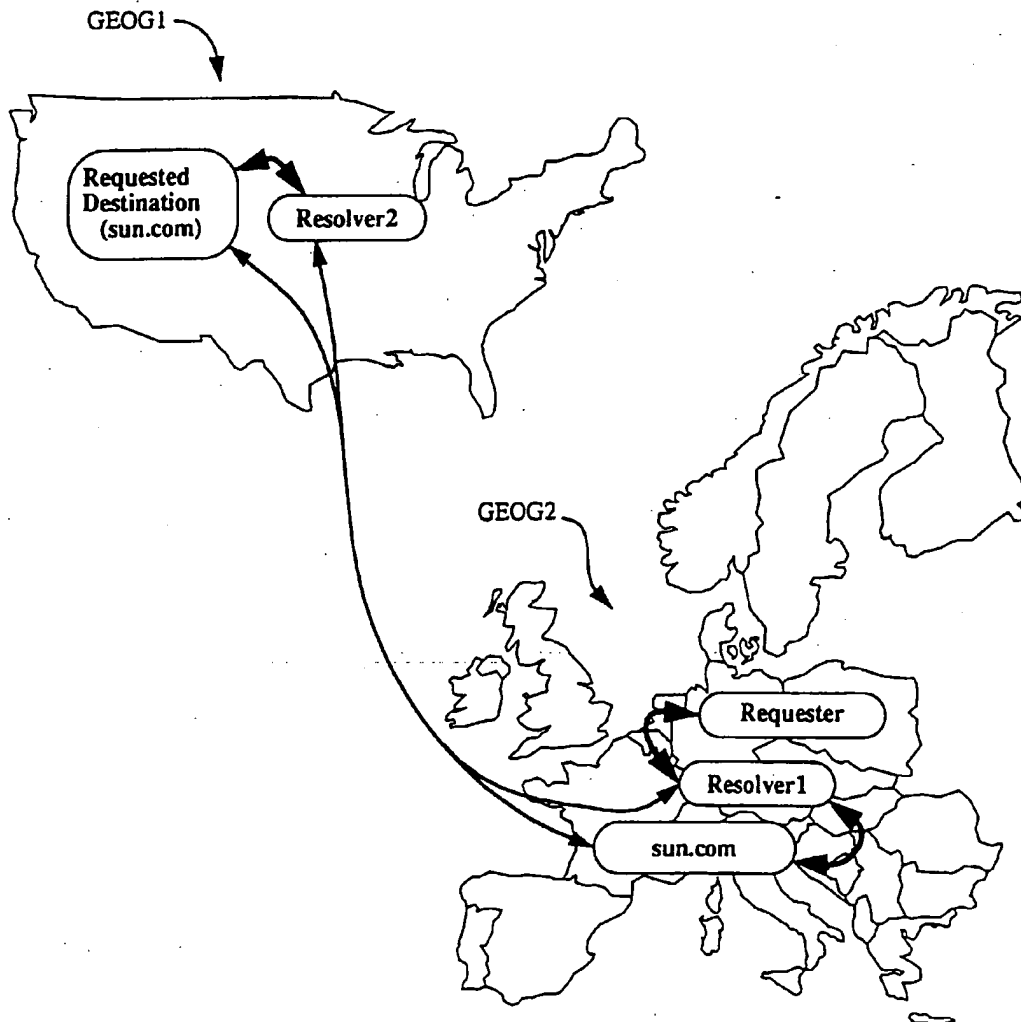 GEOG1
Requested
Destination
(sun.com)
Resolver2
GEOG2
Requester
Resolver1
sun.com